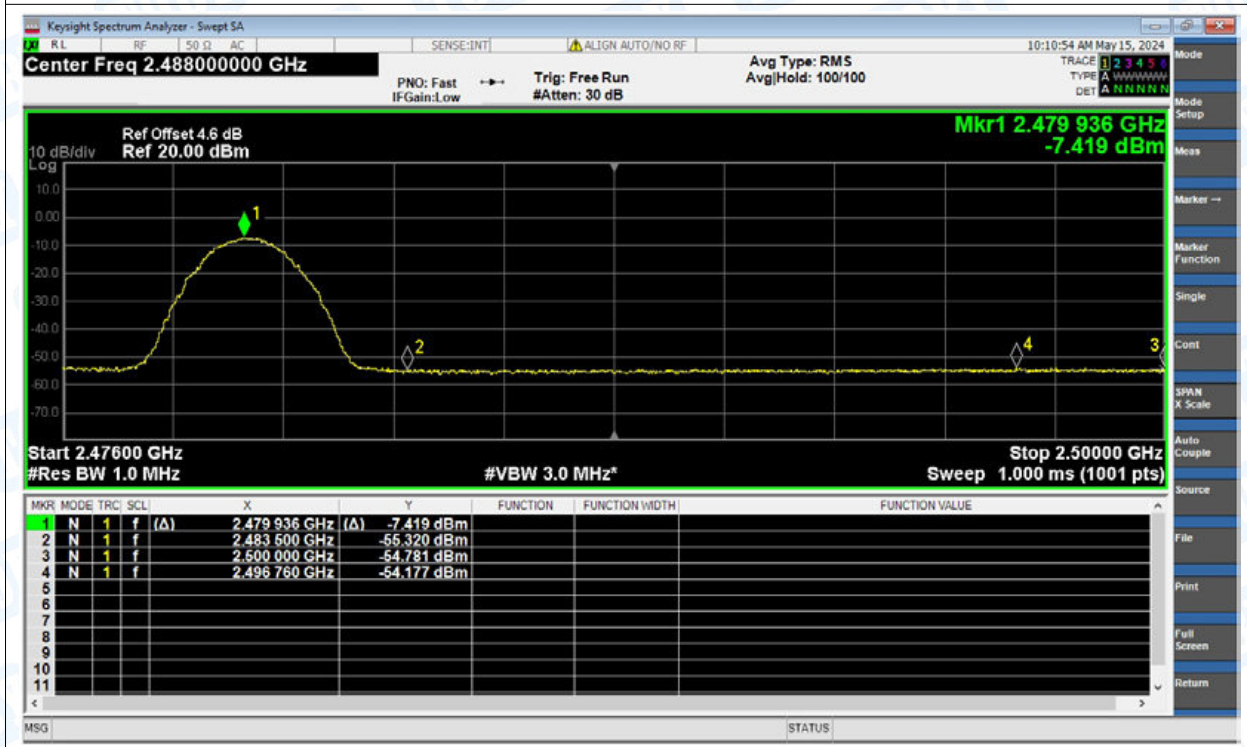 Keysight Spectrum Analyzer - Swept SA
RL RF 50 Ω AC SENSE:INT ALIGN AUTO/NO RF 10:10:54 AM May 15, 2024
Center Freq 2.488000000 GHz
PNO: Fast
IFGain:Low
Trig: Free Run
#Atten: 30 dB
Avg Type: RMS
Avg|Hold: 100/100
TRACE 1 2 3 4 5 6
TYPE A WWWWW
DET A N N N N N
Ref Offset 4.6 dB
10 dB/div Ref 20.00 dBm
Log
Mkr1 2.479 936 GHz
-7.419 dBm
10.0
0.00
-10.0
-20.0
-30.0
-40.0
-50.0
-60.0
-70.0
1
2
4
3
Start 2.47600 GHz Stop 2.50000 GHz
#Res BW 1.0 MHz #VBW 3.0 MHz* Sweep 1.000 ms (1001 pts)
MKR MODE TRC SCL X Y FUNCTION FUNCTION WIDTH FUNCTION VALUE
1 N 1 f (Δ) 2.479 936 GHz (Δ) -7.419 dBm
2 N 1 f 2.483 500 GHz -55.320 dBm
3 N 1 f 2.500 000 GHz -54.781 dBm
4 N 1 f 2.496 760 GHz -54.177 dBm
5
6
7
8
9
10
11
MSG STATUS
Mode
Mode
Setup
Meas
Marker →
Marker
Function
Single
Cont
SPAN
X Scale
Auto
Couple
Source
File
Print
Full
Screen
Return